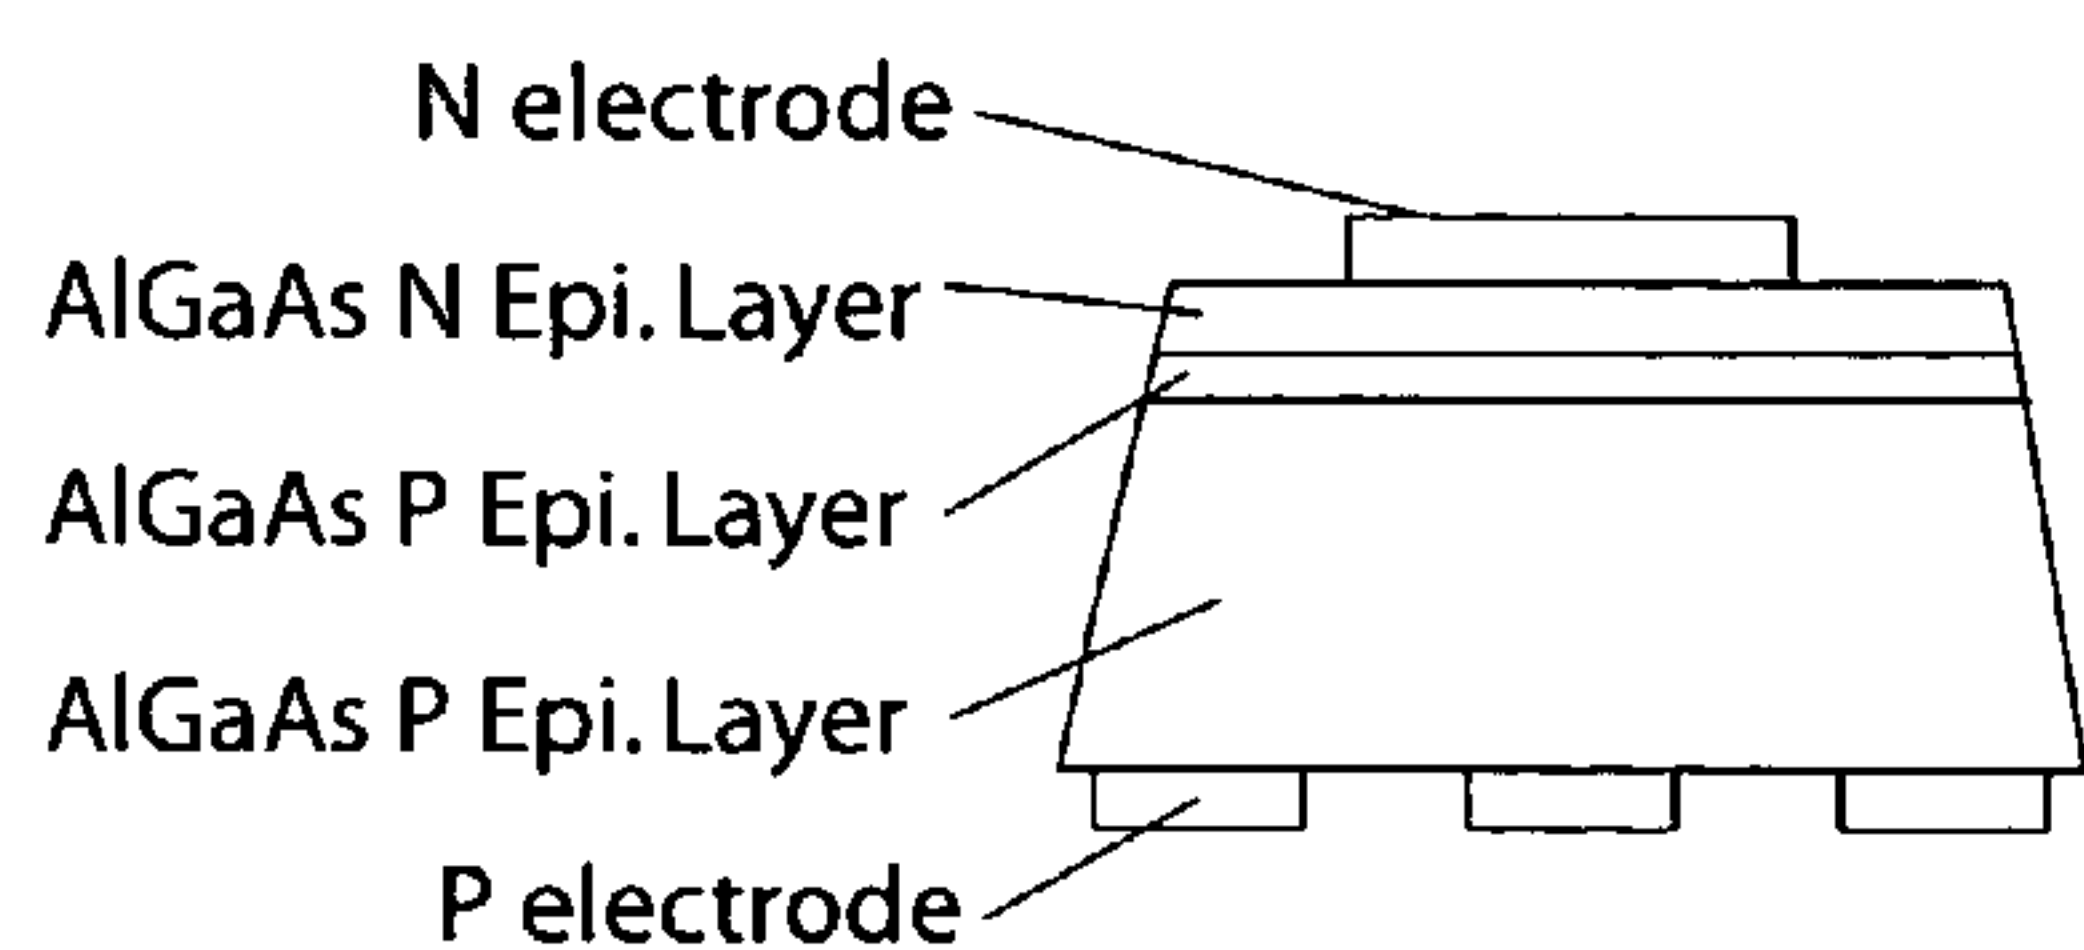 N electrode
AlGaAs N Epi. Layer
AlGaAs P Epi. Layer
AlGaAs P Epi. Layer
P electrode